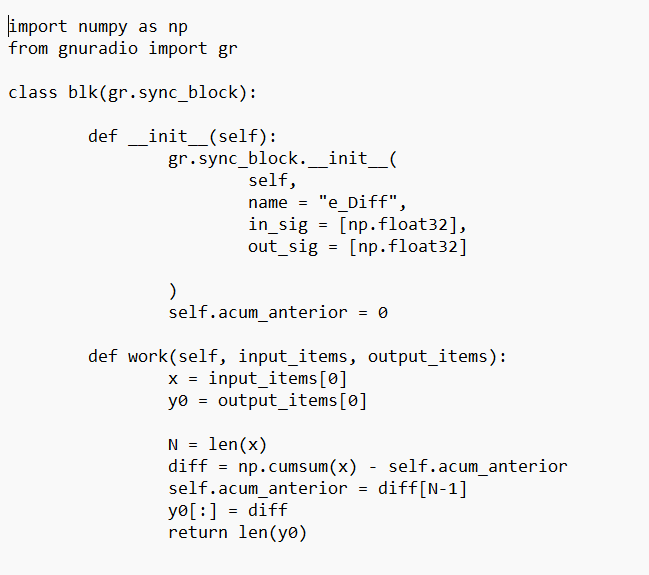 import numpy as np
from gnuradio import gr
class blk(gr.sync_block):
def __init__(self):
gr.sync_block.__init__(
self,
name = "e_Diff",
in_sig = [np.float32],
out_sig = [np.float32]
)
self.acum_anterior = 0
def work(self, input_items, output_items):
x = input_items[0]
y0 = output_items[0]
N = len(x)
diff = np.cumsum(x) - self.acum_anterior
self.acum_anterior = diff[N-1]
y0[:] = diff
return len(y0)